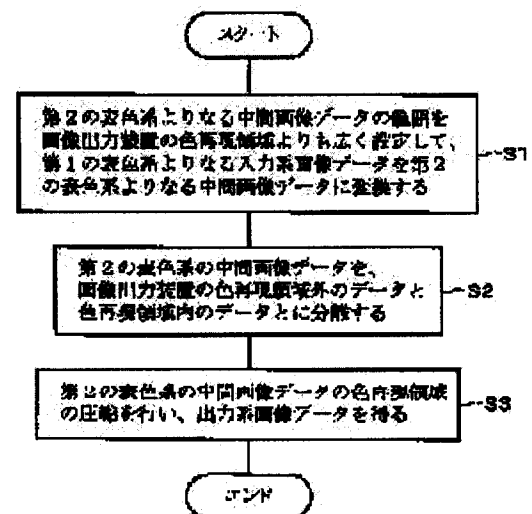 スタート
第2の表色系よりなる中間画像データの範囲を
画像出力装置の色再現領域よりも広く設定して、
第1の表色系よりなる入力系画像データを第2
の表色系よりなる中間画像データに変換する
S1
第2の表色系の中間画像データを、
画像出力装置の色再現領域外のデータと
色再現領域内のデータとに分離する
S2
第2の表色系の中間画像データの色再現領域
の圧縮を行い、出力系画像データを得る
S3
エンド